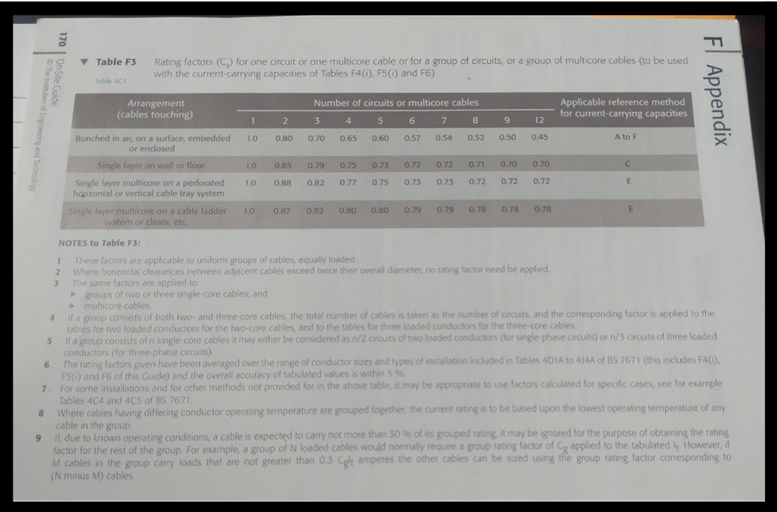 F Appendix
▼ Table F3 Rating factors (Cg) for one circuit or one multicore cable or for a group of circuits, or a group of multicore cables (to be used
with the current-carrying capacities of Tables F4(i), F5(i) and F6)
Table 4C1
Arrangement (cables touching) Number of circuits or multicore cables Applicable reference method for current-carrying capacities
1 2 3 4 5 6 7 8 9 12
Bunched in air, on a surface, embedded 1.0 0.80 0.70 0.65 0.60 0.57 0.54 0.52 0.50 0.45 A to F
or enclosed
Single layer on wall or floor 1.0 0.85 0.79 0.75 0.73 0.72 0.72 0.71 0.70 0.70 C
Single layer multicore on a perforated 1.0 0.88 0.82 0.77 0.75 0.73 0.73 0.72 0.72 0.72 E
horizontal or vertical cable tray system
Single layer multicore on a cable ladder 1.0 0.87 0.82 0.80 0.80 0.79 0.79 0.78 0.78 0.78 E
system or cleats, etc.
NOTES to Table F3:
1 These factors are applicable to uniform groups of cables, equally loaded.
2 Where horizontal clearances between adjacent cables exceed twice their overall diameter, no rating factor need be applied.
3 The same factors are applied to:
▶ groups of two or three single-core cables; and
▶ multicore cables.
4 If a group consists of both two- and three-core cables, the total number of cables is taken as the number of circuits, and the corresponding factor is applied to the
tables for two loaded conductors for the two-core cables, and to the tables for three loaded conductors for the three-core cables.
5 If a group consists of n single-core cables it may either be considered as n/2 circuits of two loaded conductors (for single-phase circuits) or n/3 circuits of three loaded
conductors (for three-phase circuits).
6 The rating factors given have been averaged over the range of conductor sizes and types of installation included in Tables 4D1A to 4J4A of BS 7671 (this includes F4(i),
F5(i) and F6 of this Guide) and the overall accuracy of tabulated values is within 5 %.
7 For some installations and for other methods not provided for in the above table, it may be appropriate to use factors calculated for specific cases, see for example
Tables 4C4 and 4C5 of BS 7671.
8 Where cables having differing conductor operating temperature are grouped together, the current rating is to be based upon the lowest operating temperature of any
cable in the group.
9 If, due to known operating conditions, a cable is expected to carry not more than 30 % of its grouped rating, it may be ignored for the purpose of obtaining the rating
factor for the rest of the group. For example, a group of N loaded cables would normally require a group rating factor of Cg applied to the tabulated It. However, if
M cables in the group carry loads that are not greater than 0.3 CgIt amperes the other cables can be sized using the group rating factor corresponding to
(N minus M) cables.
170 On-Site Guide
© The Institution of Engineering and Technology